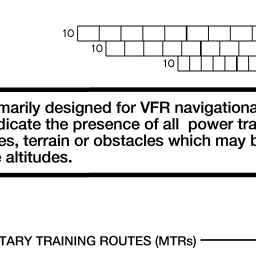 10
10
10
marily designed for VFR navigationa
dicate the presence of all power tra
es, terrain or obstacles which may b
altitudes.
TARY TRAINING ROUTES (MTRs)